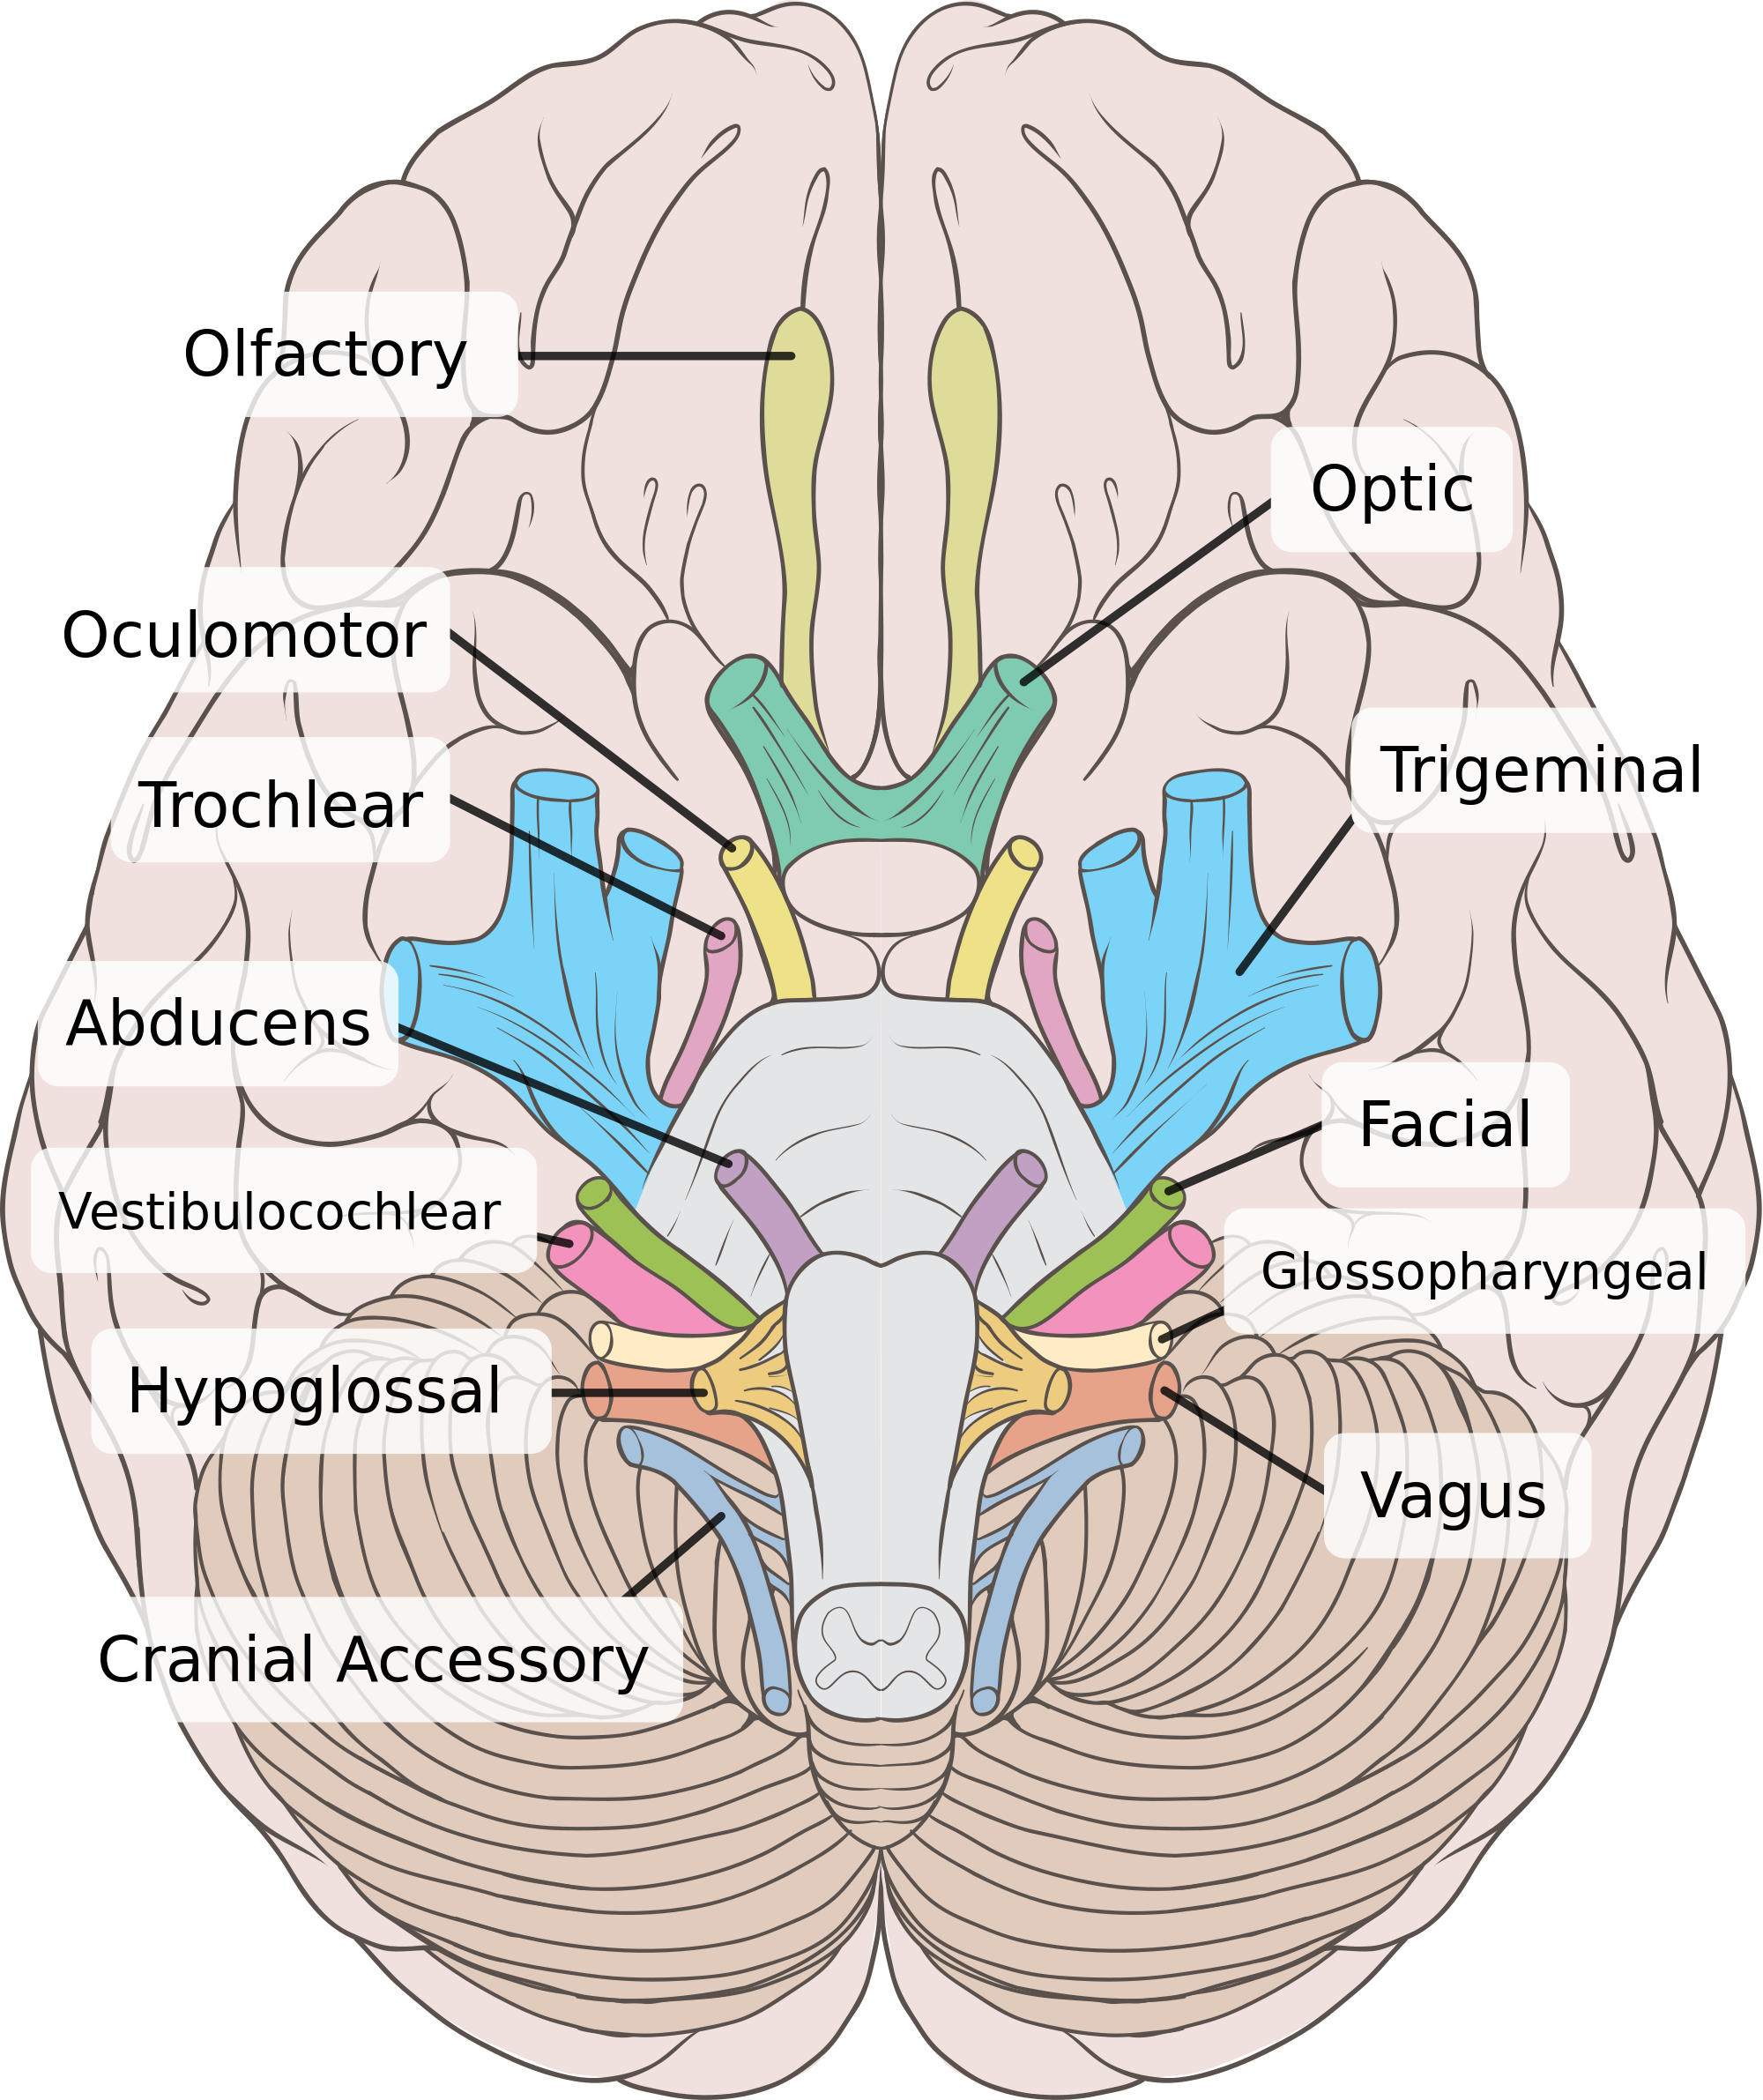 Olfactory
Optic
Oculomotor
Trigeminal
Trochlear
Abducens
Facial
Vestibulocochlear
Glossopharyngeal
Hypoglossal
Vagus
Cranial Accessory